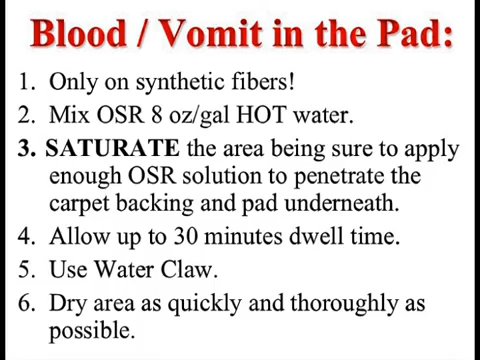 Blood / Vomit in the Pad:
1. Only on synthetic fibers!
2. Mix OSR 8 oz/gal HOT water.
3. SATURATE the area being sure to apply
enough OSR solution to penetrate the
carpet backing and pad underneath.
4. Allow up to 30 minutes dwell time.
5. Use Water Claw.
6. Dry area as quickly and thoroughly as
possible.